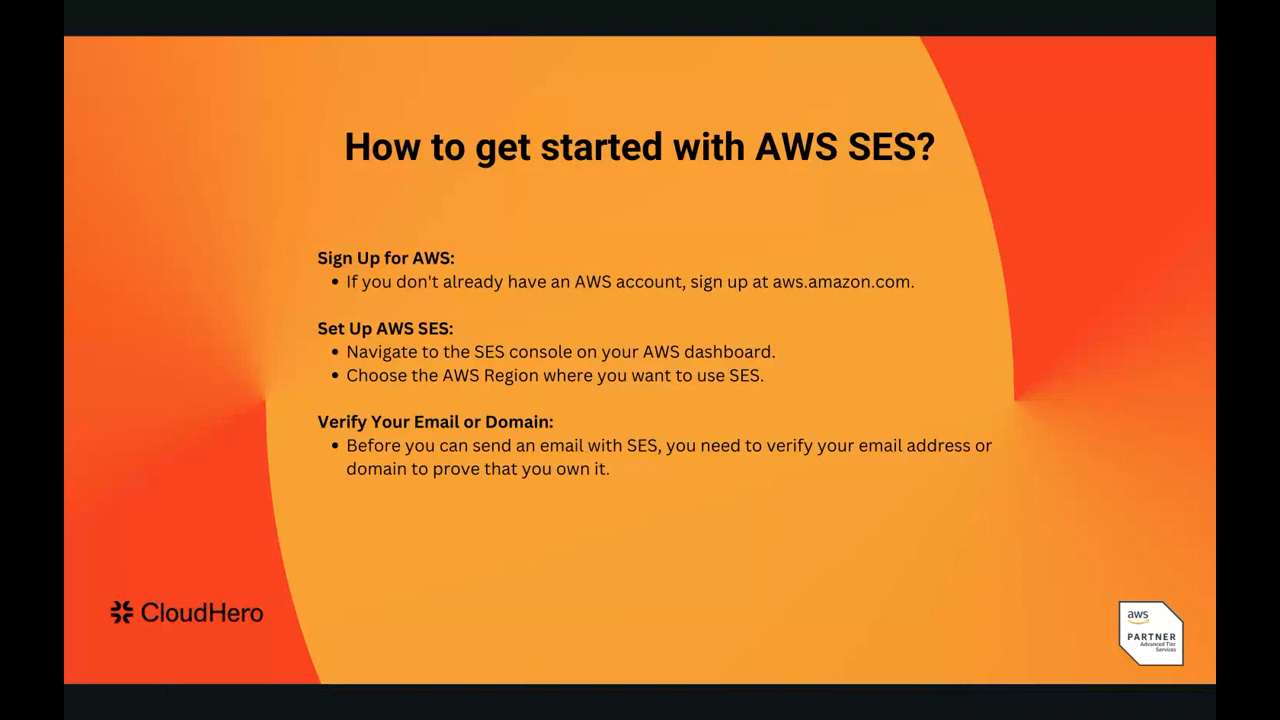 How to get started with AWS SES?
Sign Up for AWS:
• If you don't already have an AWS account, sign up at aws.amazon.com.
Set Up AWS SES:
• Navigate to the SES console on your AWS dashboard.
• Choose the AWS Region where you want to use SES.
Verify Your Email or Domain:
• Before you can send an email with SES, you need to verify your email address or
domain to prove that you own it.
CloudHero
aws
PARTNER
Advanced Tier
Services